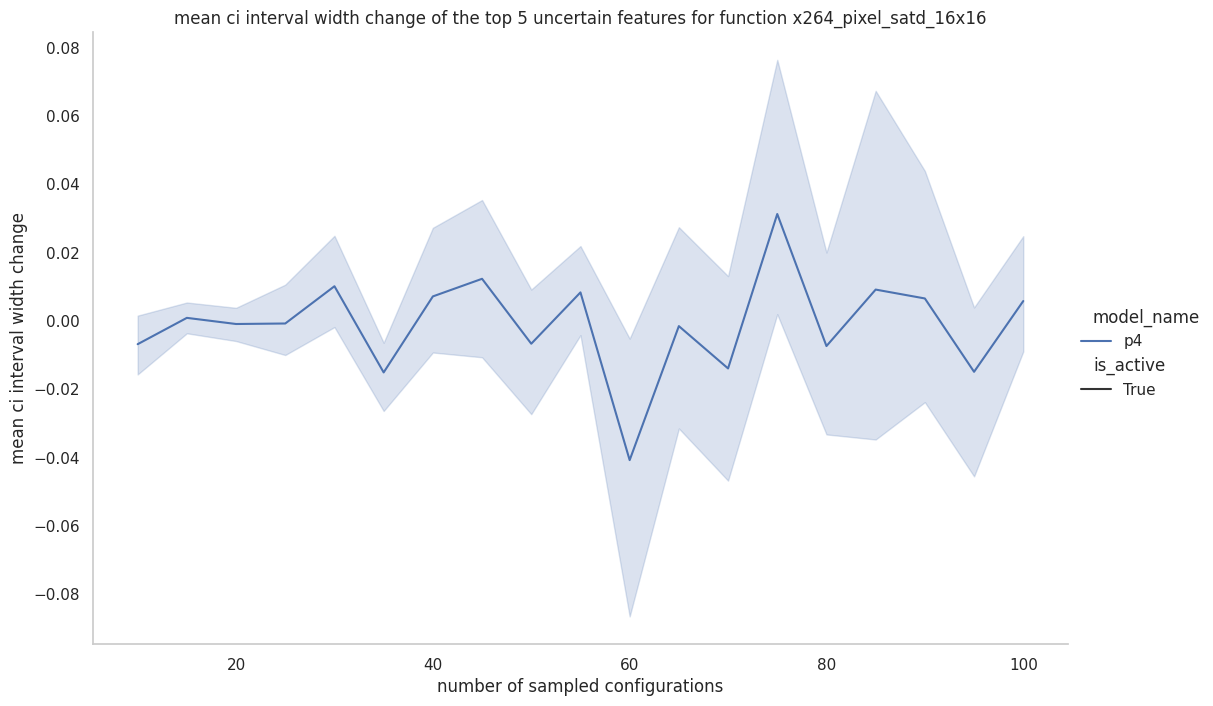 mean ci interval width change of the top 5 uncertain features for function x264_pixel_satd_16x16
mean ci interval width change
0.08
0.06
0.04
0.02
0.00
−0.02
−0.04
−0.06
−0.08
20
40
60
80
100
number of sampled configurations
model_name
p4
is_active
True